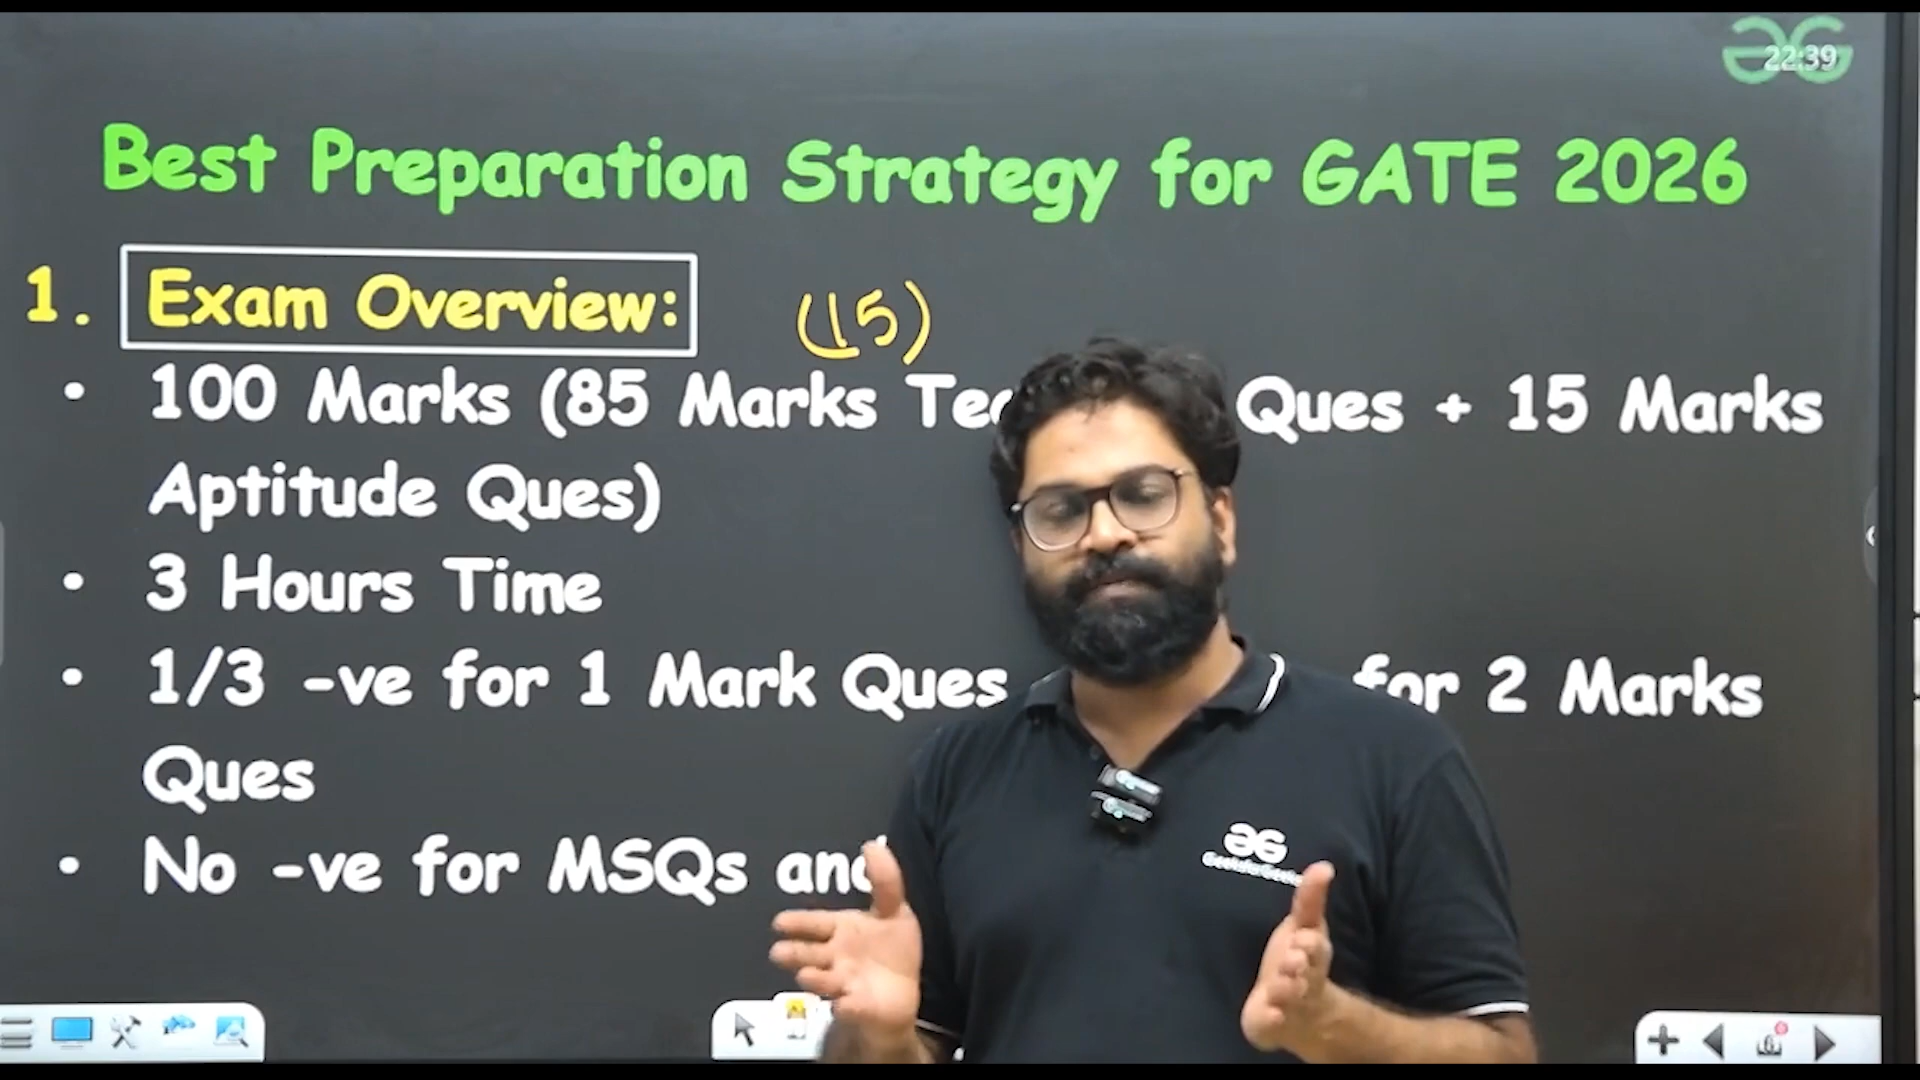 22:39
Best Preparation Strategy for GATE 2026
1. Exam Overview: (15)
• 100 Marks (85 Marks Ques + 15 Marks
Aptitude Ques)
• 3 Hours Time
• 1/3 -ve for 1 Mark Ques for 2 Marks
Ques
• No -ve for MSQs and